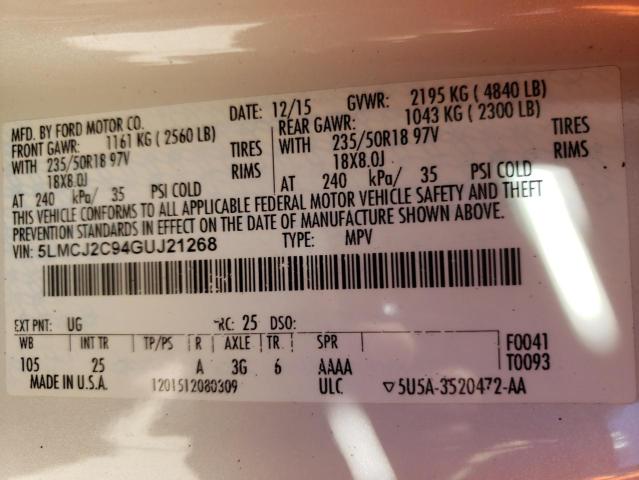 MFD. BY FORD MOTOR CO. DATE: 12/15 GVWR: 2195 KG ( 4840 LB)
FRONT GAWR: 1161 KG ( 2560 LB) REAR GAWR: 1043 KG ( 2300 LB)
WITH 235/50R18 97V TIRES WITH 235/50R18 97V TIRES
18X8.0J RIMS 18X8.0J RIMS
AT 240 kPa/ 35 PSI COLD AT 240 kPa/ 35 PSI COLD
THIS VEHICLE CONFORMS TO ALL APPLICABLE FEDERAL MOTOR VEHICLE SAFETY AND THEFT
PREVENTION STANDARDS IN EFFECT ON THE DATE OF MANUFACTURE SHOWN ABOVE.
VIN: 5LMCJ2C94GUJ21268 TYPE: MPV
EXT PNT: UG RC: 25 DSO:
WB INT TR TP/PS R AXLE TR SPR F0041
105 25 A 3G 6 AAAA T0093
MADE IN U.S.A. 1201512080309 ULC ▽5U5A-3520472-AA